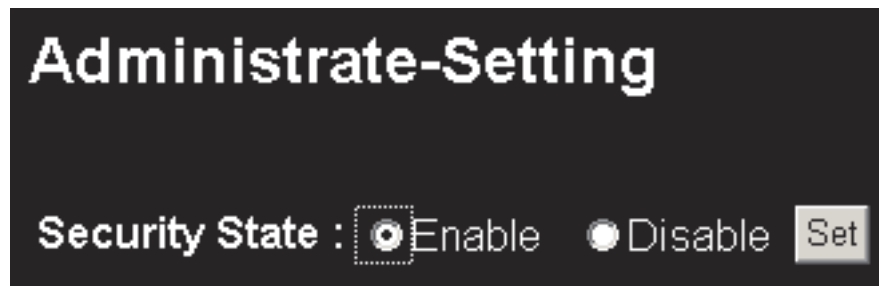 Administrate-Setting
Security State : Enable Disable Set